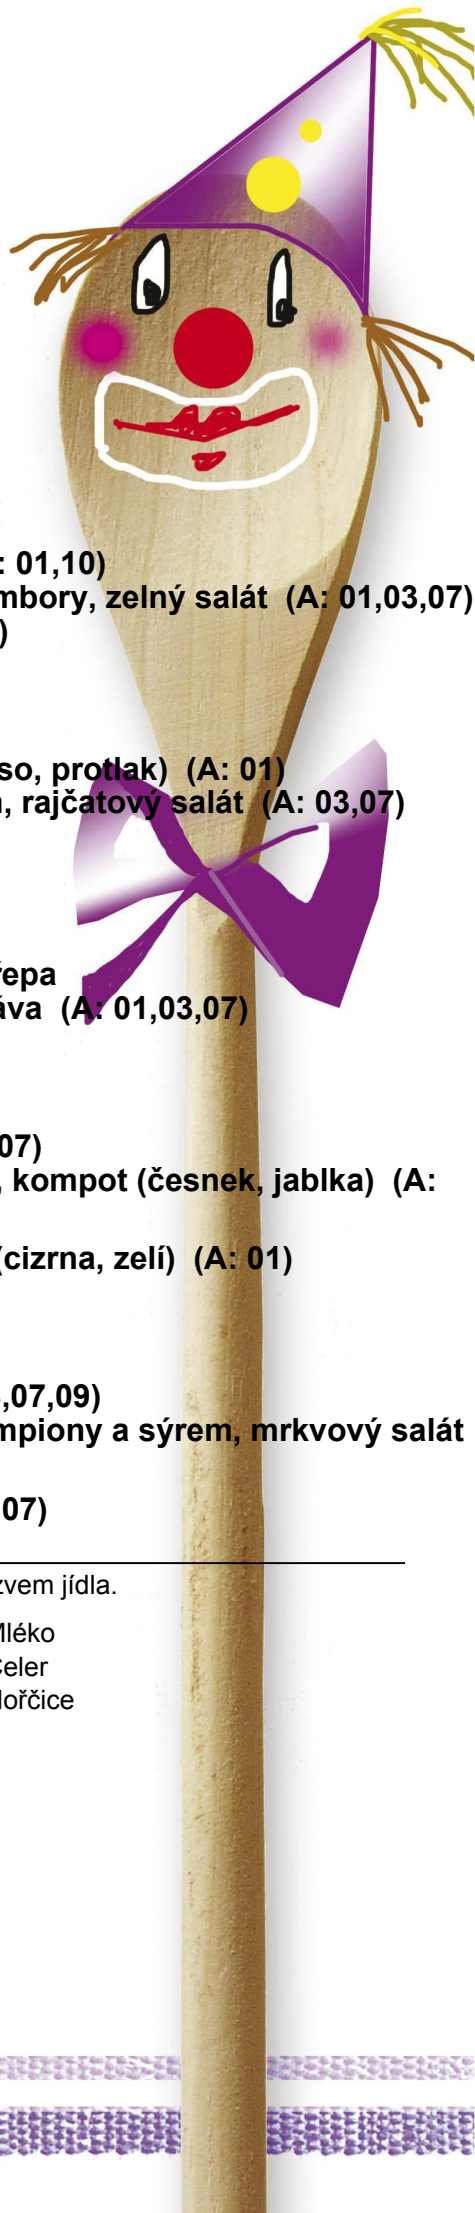 : 01,10)
mbory, zelný salát (A: 01,03,07)
)
so, protlak) (A: 01)
, rajčatový salát (A: 03,07)
řepa
áva (A: 01,03,07)
07)
, kompot (česnek, jablka) (A:
(cizrna, zelí) (A: 01)
,07,09)
mpiony a sýrem, mrkvový salát
07)
zvem jídla.
Mléko
Celer
Hořčice